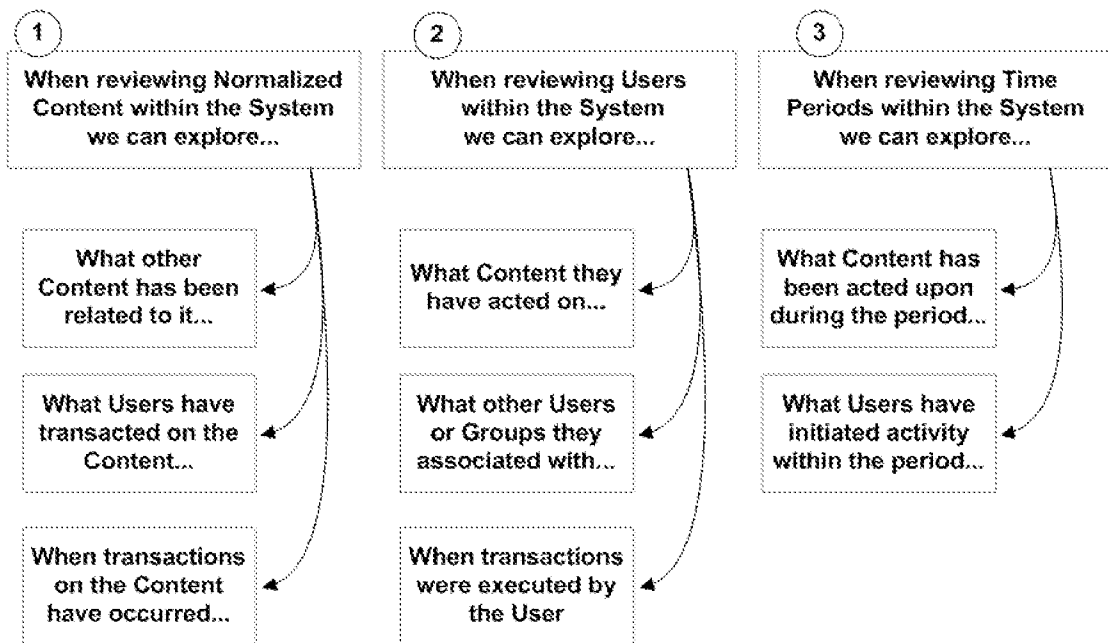 1
When reviewing Normalized
Content within the System
we can explore...
What other
Content has been
related to it...
What Users have
transacted on the
Content...
When transactions
on the Content
have occurred...
2
When reviewing Users
within the System
we can explore...
What Content they
have acted on...
What other Users
or Groups they
associated with...
When transactions
were executed by
the User
3
When reviewing Time
Periods within the System
we can explore...
What Content has
been acted upon
during the period...
What Users have
initiated activity
within the period...